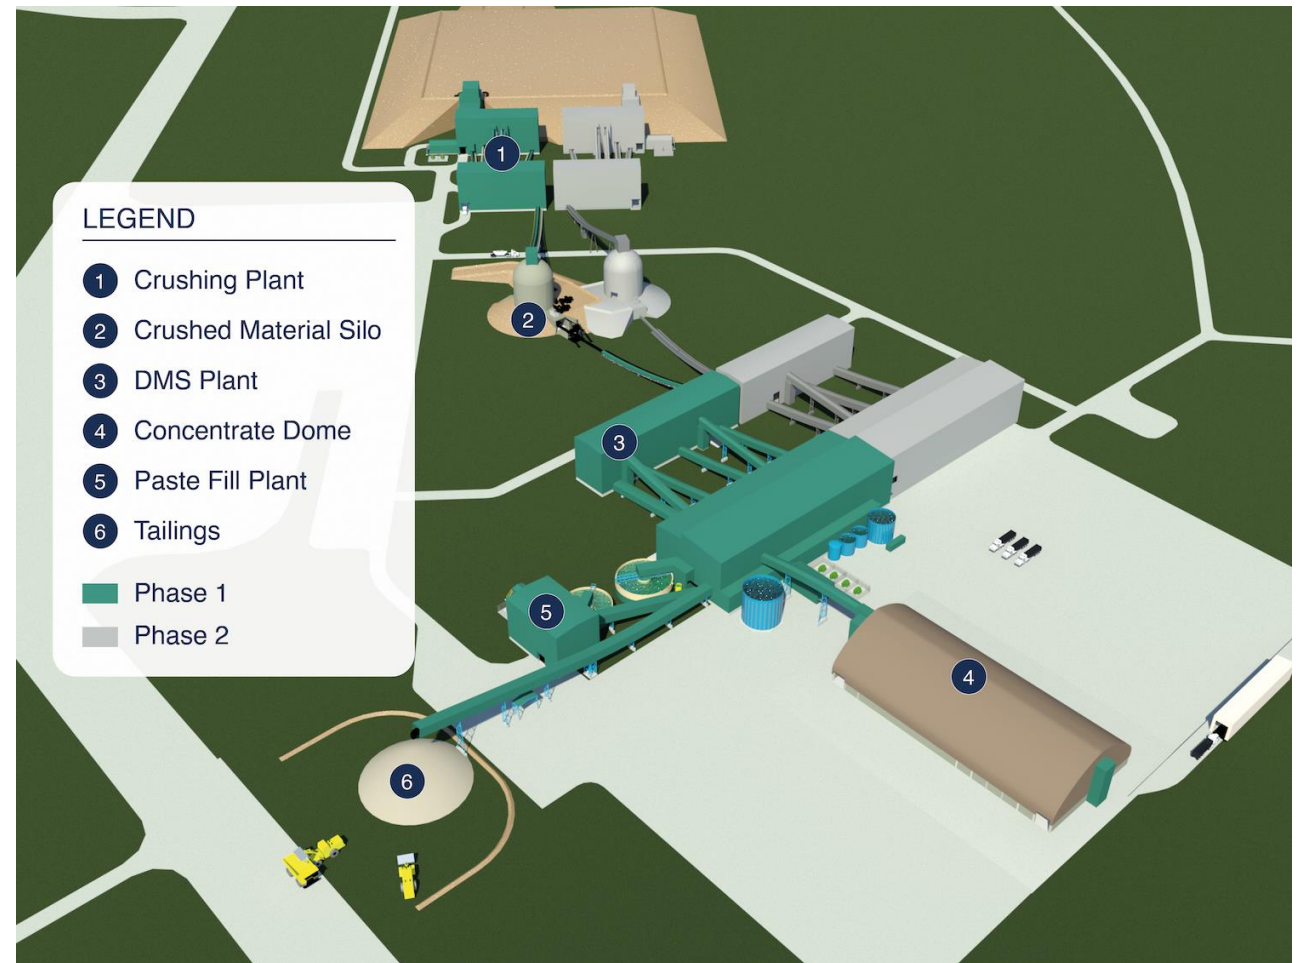 LEGEND
1 Crushing Plant
2 Crushed Material Silo
3 DMS Plant
4 Concentrate Dome
5 Paste Fill Plant
6 Tailings
Phase 1
Phase 2
1
2
3
4
5
6